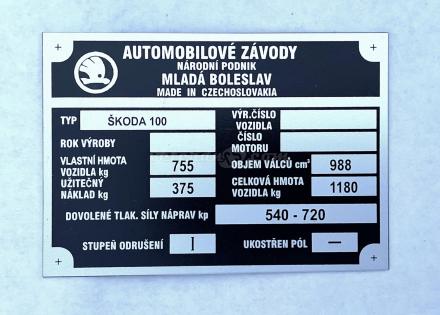 AUTOMOBILOVÉ ZÁVODY
NÁRODNÍ PODNIK
MLADÁ BOLESLAV
MADE IN ZECHOSLOVAKIA
TYP ŠKODA 100
VÝR.ČÍSLO
VOZIDLA
ROK VÝROBY
ČÍSLO
MOTORU
VLASTNÍ HMOTA
VOZIDLA kg 755
OBJEM VÁLCŮ cm³ 988
UŽITEČNÝ
NÁKLAD kg 375
CELKOVÁ HMOTA
VOZIDLA kg 1180
DOVOLENÉ TLAK. SÍLY NÁPRAV kp 540 - 720
STUPEŇ ODRUŠENÍ I
UKOSTŘEN PÓL —